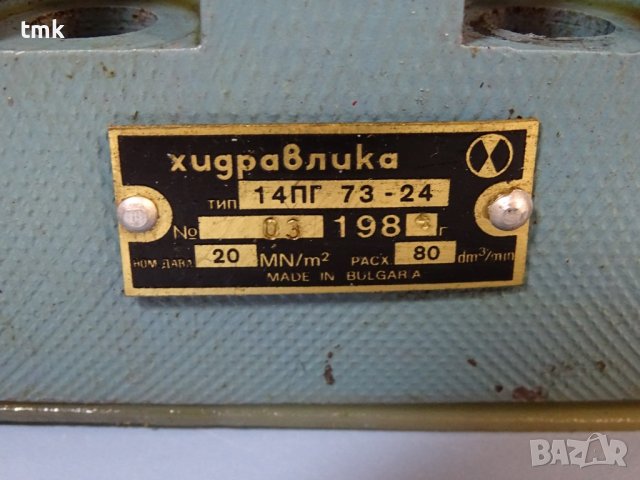 tmk
хидравлика
ТИП 14ПГ 73-24
№ 03 198 г
НОМ. ДАВЛ. 20 MN/m² РАСХ. 80 dm³/min
MADE IN BULGARIA
BAZAR